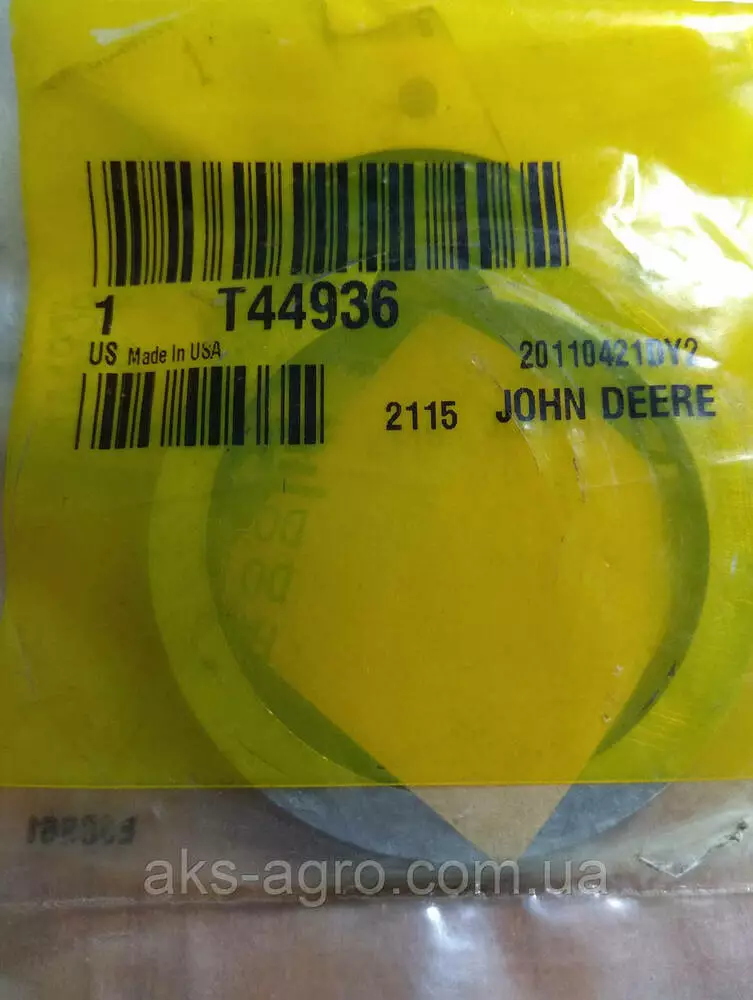 1 T44936
US Made In USA
20110421DY2
2115 JOHN DEERE
aks-agro.com.ua